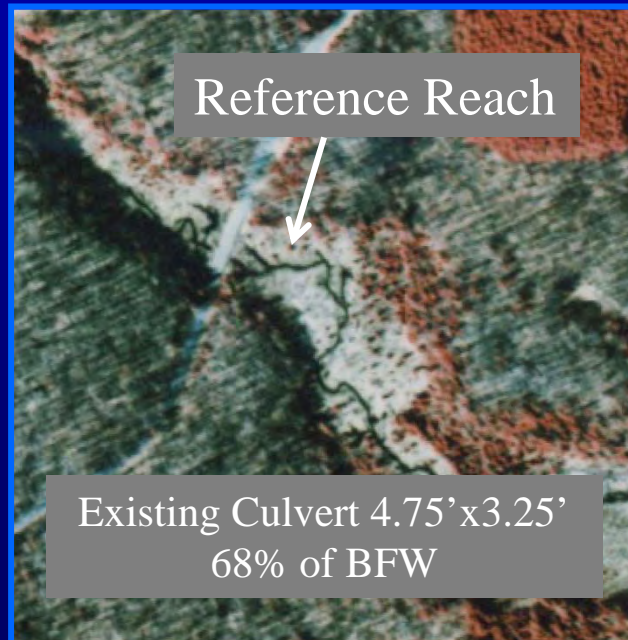 Reference Reach
Existing Culvert 4.75’x3.25’
68% of BFW